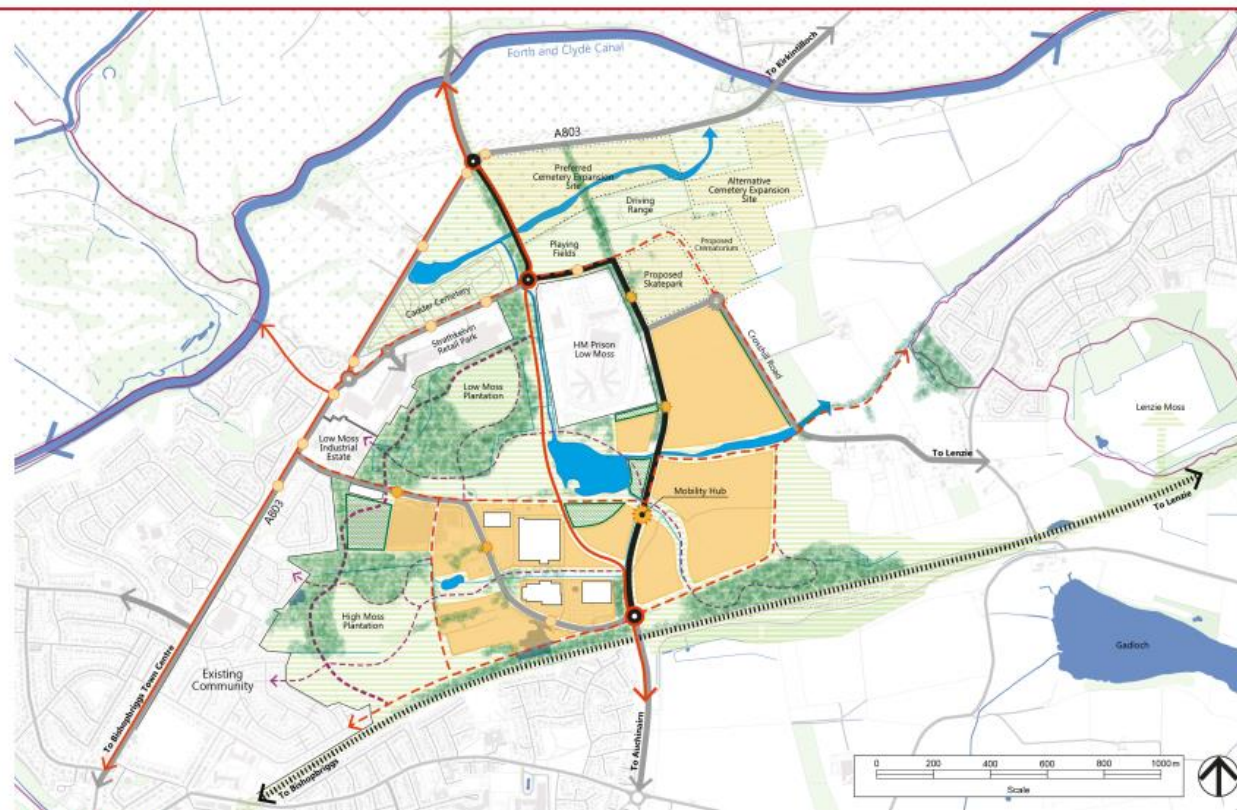 Forth and Clyde Canal
To Kirkintilloch
A803
Preferred
Cemetery Expansion
Site
Alternative
Cemetery Expansion
Site
Driving
Range
Playing
Fields
Proposed
Crematorium
Proposed
Skatepark
Cadder Cemetery
Strathkelvin
Retail Park
HM Prison
Low Moss
Crosshill Road
Low Moss
Plantation
Lenzie Moss
Low Moss
Industrial
Estate
To Lenzie
To Lenzie
A803
Mobility Hub
High Moss
Plantation
Gadloch
Existing
Community
To Bishopbriggs Town Centre
To Auchinairn
To Bishopbriggs
0 200 400 600 800 1000m
Scale